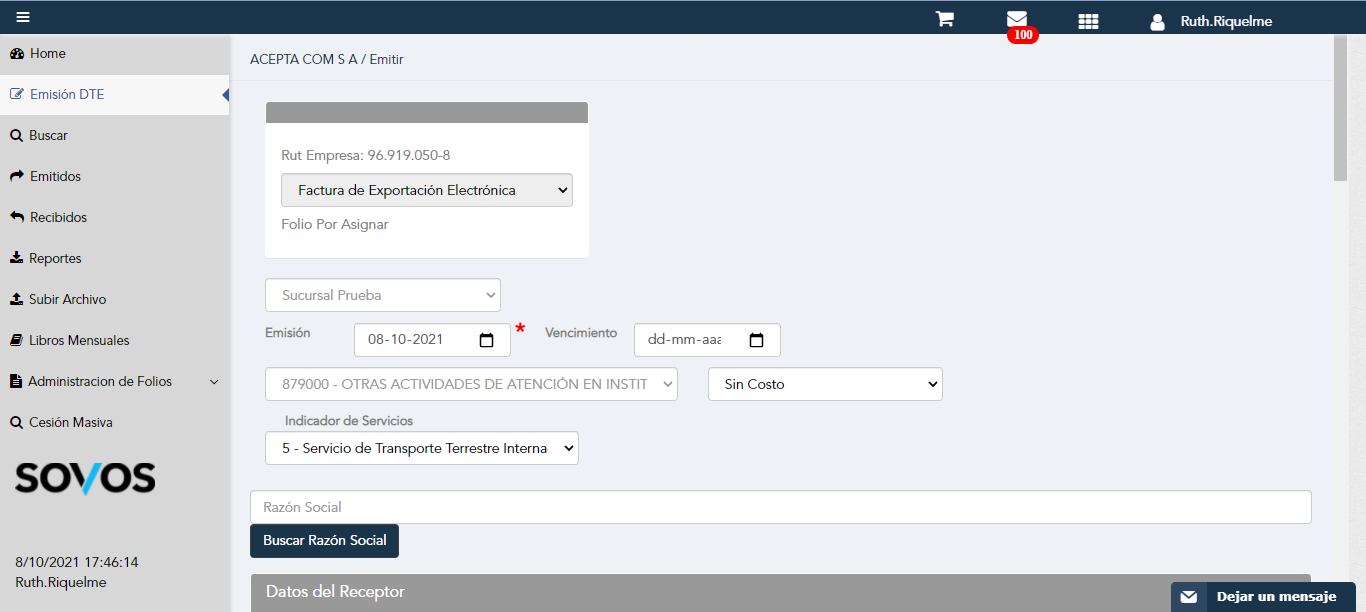 Ruth.Riquelme
100
Home
Emisión DTE
Buscar
Emitidos
Recibidos
Reportes
Subir Archivo
Libros Mensuales
Administracion de Folios
Cesión Masiva
SOVOS
8/10/2021 17:46:14
Ruth.Riquelme
ACEPTA COM S A / Emitir
Rut Empresa: 96.919.050-8
Factura de Exportación Electrónica
Folio Por Asignar
Sucursal Prueba
Emisión 08-10-2021 * Vencimiento dd-mm-aaa
879000 - OTRAS ACTIVIDADES DE ATENCIÓN EN INSTIT Sin Costo
Indicador de Servicios
5 - Servicio de Transporte Terrestre Interna
Razón Social
Buscar Razón Social
Datos del Receptor
Dejar un mensaje